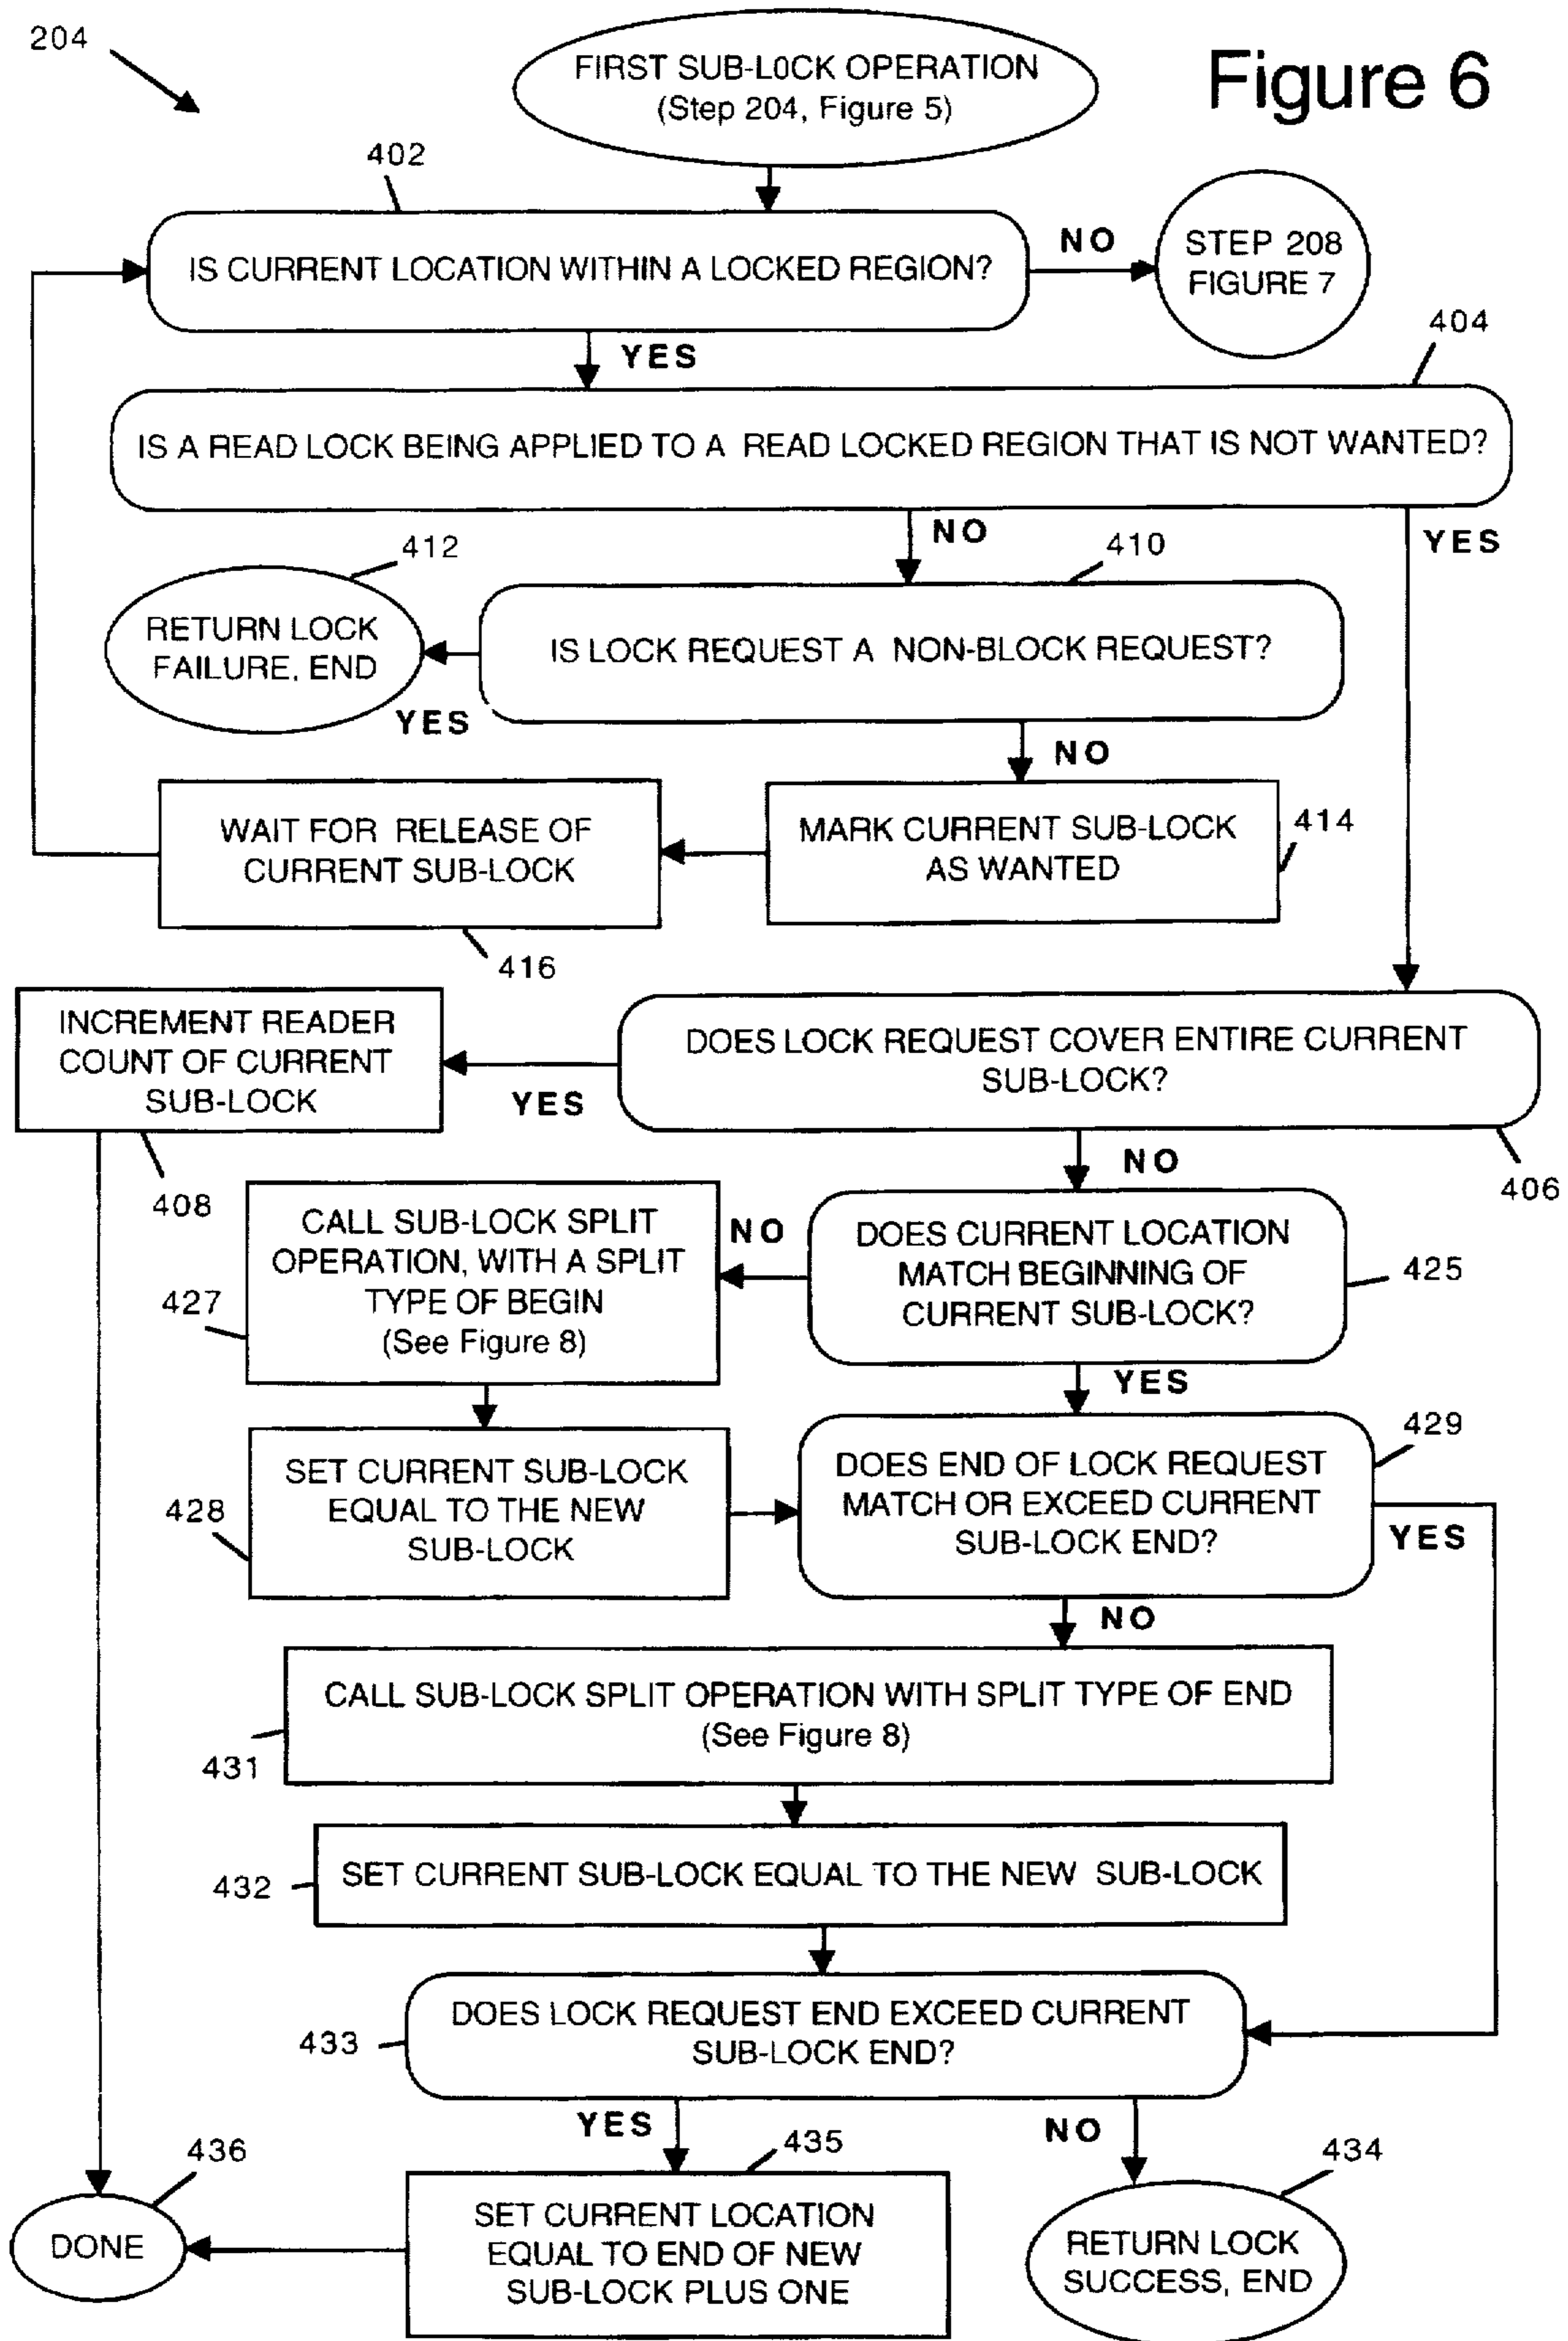 204
FIRST SUB-LOCK OPERATION
(Step 204, Figure 5)
Figure 6
402
IS CURRENT LOCATION WITHIN A LOCKED REGION?
NO
STEP 208
FIGURE 7
YES
404
IS A READ LOCK BEING APPLIED TO A READ LOCKED REGION THAT IS NOT WANTED?
NO
YES
412
410
RETURN LOCK
FAILURE, END
IS LOCK REQUEST A NON-BLOCK REQUEST?
YES
NO
WAIT FOR RELEASE OF
CURRENT SUB-LOCK
MARK CURRENT SUB-LOCK
AS WANTED
414
416
INCREMENT READER
COUNT OF CURRENT
SUB-LOCK
YES
DOES LOCK REQUEST COVER ENTIRE CURRENT
SUB-LOCK?
408
NO
406
CALL SUB-LOCK SPLIT
OPERATION, WITH A SPLIT
TYPE OF BEGIN
(See Figure 8)
427
NO
DOES CURRENT LOCATION
MATCH BEGINNING OF
CURRENT SUB-LOCK?
425
YES
SET CURRENT SUB-LOCK
EQUAL TO THE NEW
SUB-LOCK
428
DOES END OF LOCK REQUEST
MATCH OR EXCEED CURRENT
SUB-LOCK END?
429
YES
NO
CALL SUB-LOCK SPLIT OPERATION WITH SPLIT TYPE OF END
(See Figure 8)
431
SET CURRENT SUB-LOCK EQUAL TO THE NEW SUB-LOCK
432
DOES LOCK REQUEST END EXCEED CURRENT
SUB-LOCK END?
433
YES
NO
436
435
434
DONE
SET CURRENT LOCATION
EQUAL TO END OF NEW
SUB-LOCK PLUS ONE
RETURN LOCK
SUCCESS, END